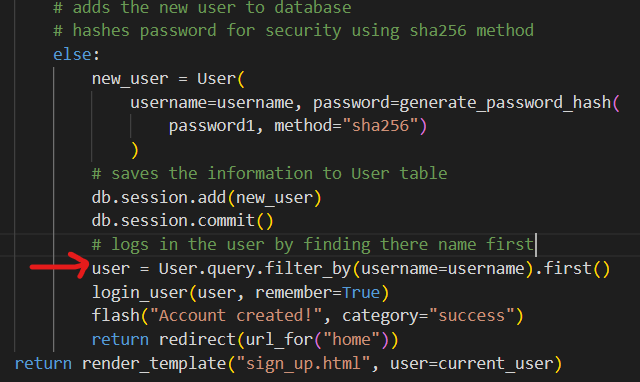 # adds the new user to database
# hashes password for security using sha256 method
else:
new_user = User(
username=username, password=generate_password_hash(
password1, method="sha256")
)
# saves the information to User table
db.session.add(new_user)
db.session.commit()
# logs in the user by finding there name first
user = User.query.filter_by(username=username).first()
login_user(user, remember=True)
flash("Account created!", category="success")
return redirect(url_for("home"))
return render_template("sign_up.html", user=current_user)